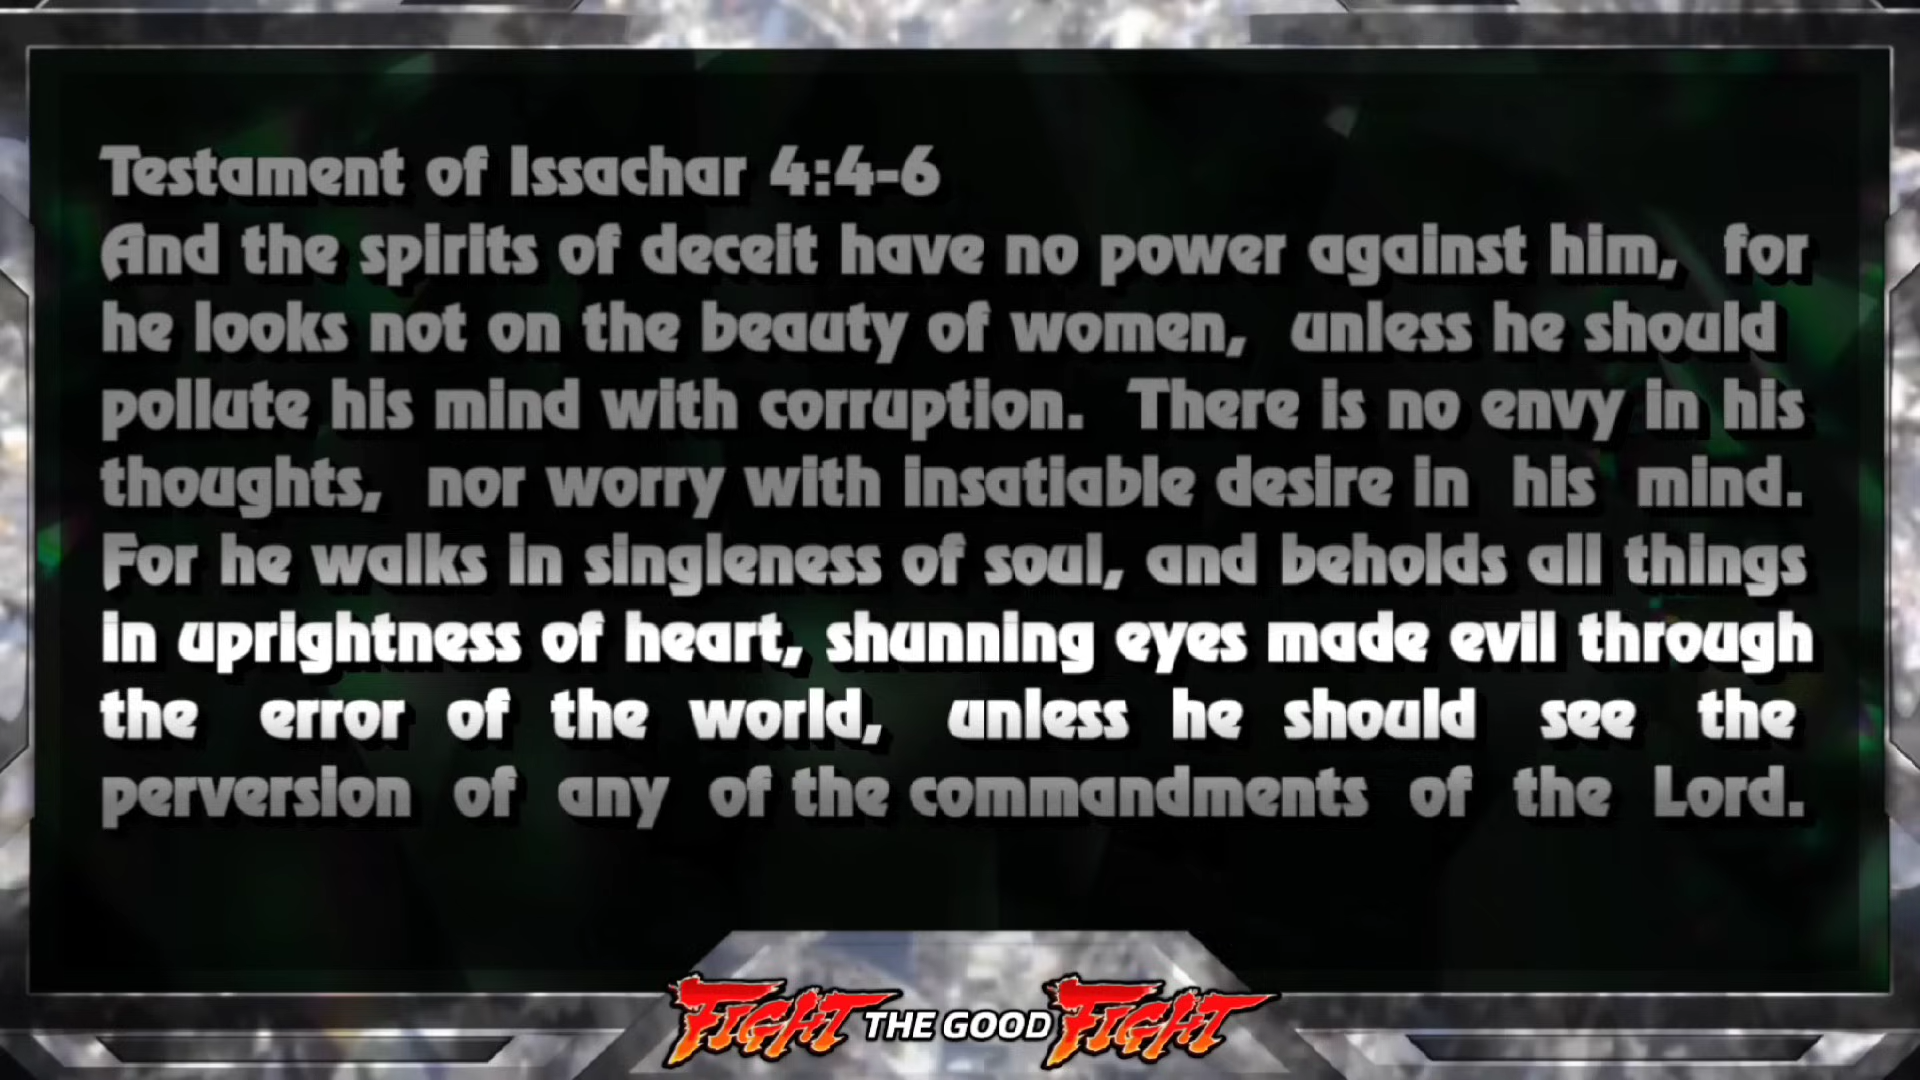 Testament of Issachar 4:4-6
And the spirits of deceit have no power against him, for
he looks not on the beauty of women, unless he should
pollute his mind with corruption. There is no envy in his
thoughts, nor worry with insatiable desire in his mind.
For he walks in singleness of soul, and beholds all things
in uprightness of heart, shunning eyes made evil through
the error of the world, unless he should see the
perversion of any of the commandments of the Lord.
FIGHT THE GOOD FIGHT